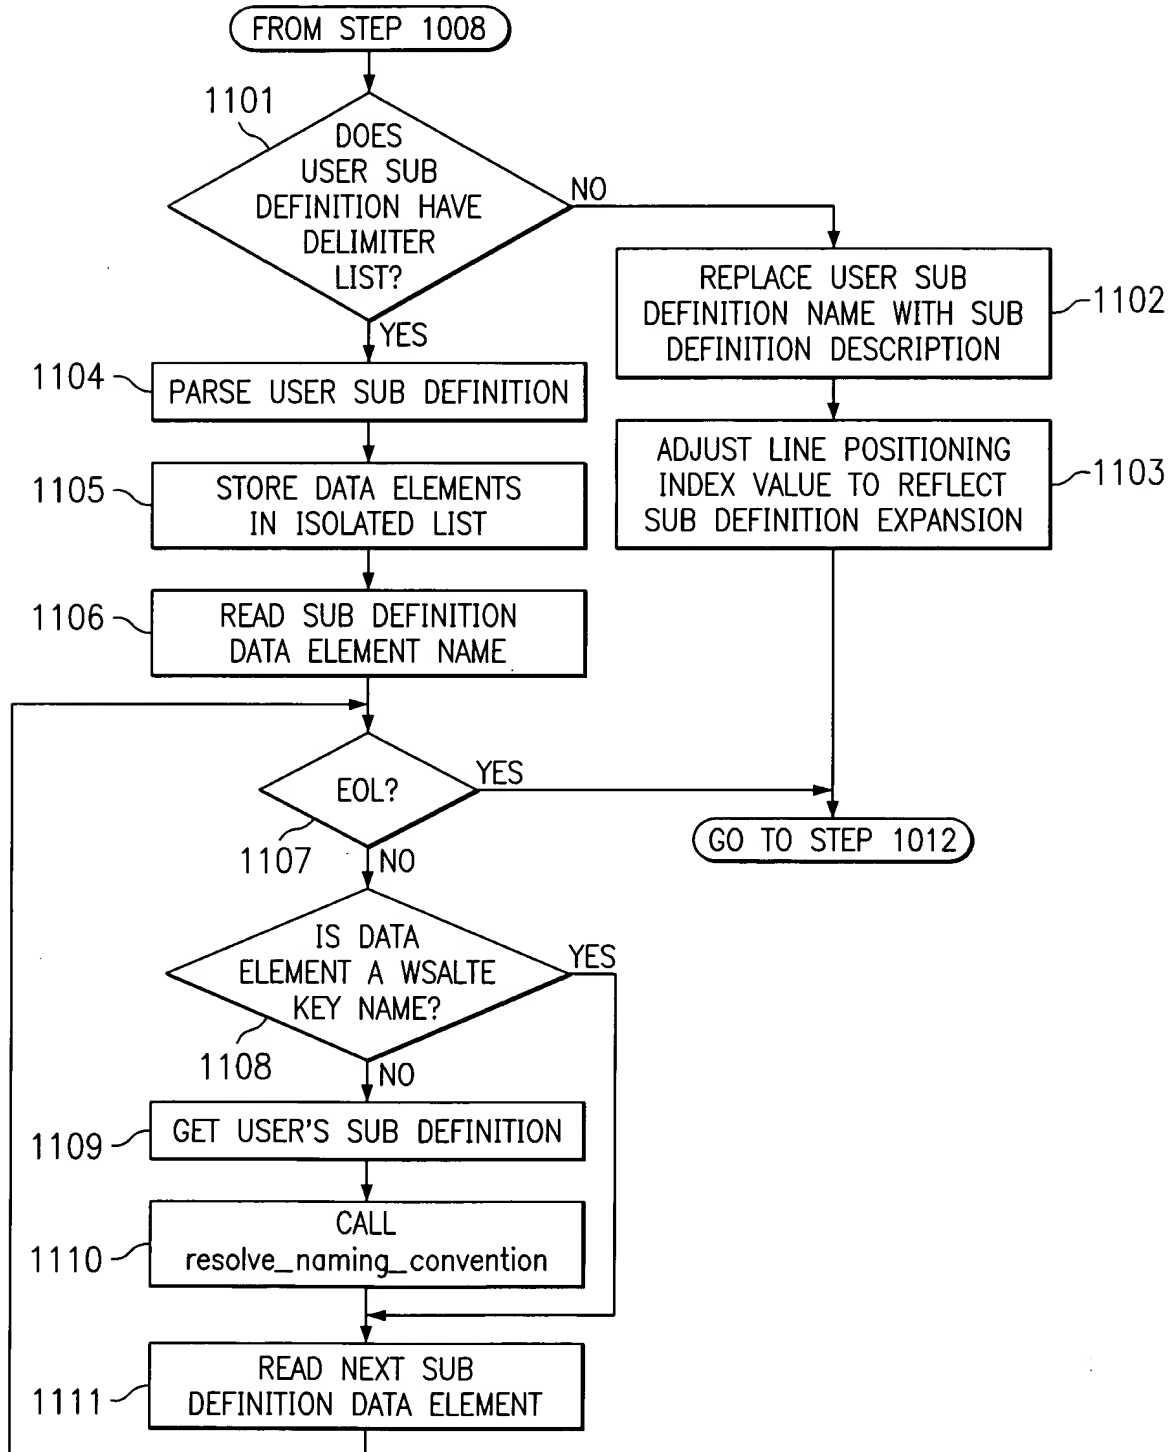 FROM STEP 1008
1101
DOES
USER SUB
DEFINITION HAVE
DELIMITER
LIST?
NO
YES
REPLACE USER SUB
DEFINITION NAME WITH SUB
DEFINITION DESCRIPTION
1102
1104
PARSE USER SUB DEFINITION
ADJUST LINE POSITIONING
INDEX VALUE TO REFLECT
SUB DEFINITION EXPANSION
1103
1105
STORE DATA ELEMENTS
IN ISOLATED LIST
1106
READ SUB DEFINITION
DATA ELEMENT NAME
EOL?
YES
1107
NO
GO TO STEP 1012
IS DATA
ELEMENT A WSALTE
KEY NAME?
YES
1108
NO
1109
GET USER'S SUB DEFINITION
1110
CALL
resolve_naming_convention
1111
READ NEXT SUB
DEFINITION DATA ELEMENT